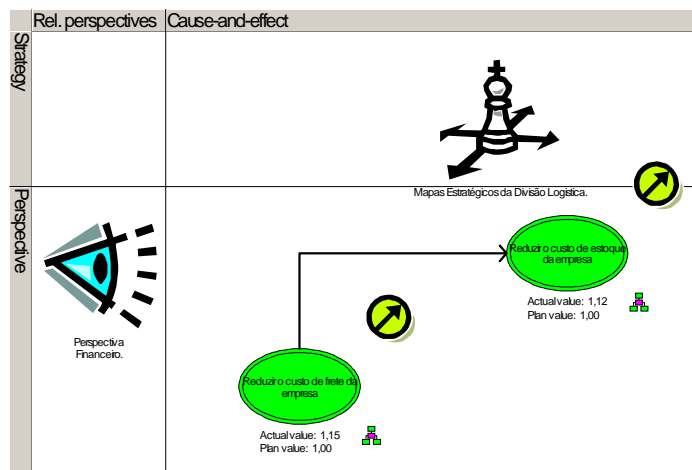 Rel. perspectives
Cause-and-effect
Strategy
Mapas Estratégicos da Divisão Logística.
Perspective
Reduzir o custo de estoque
da empresa
Actual value: 1,12
Plan value: 1,00
Perspectiva
Financeiro.
Reduzir o custo de frete da
empresa
Actual value: 1,15
Plan value: 1,00